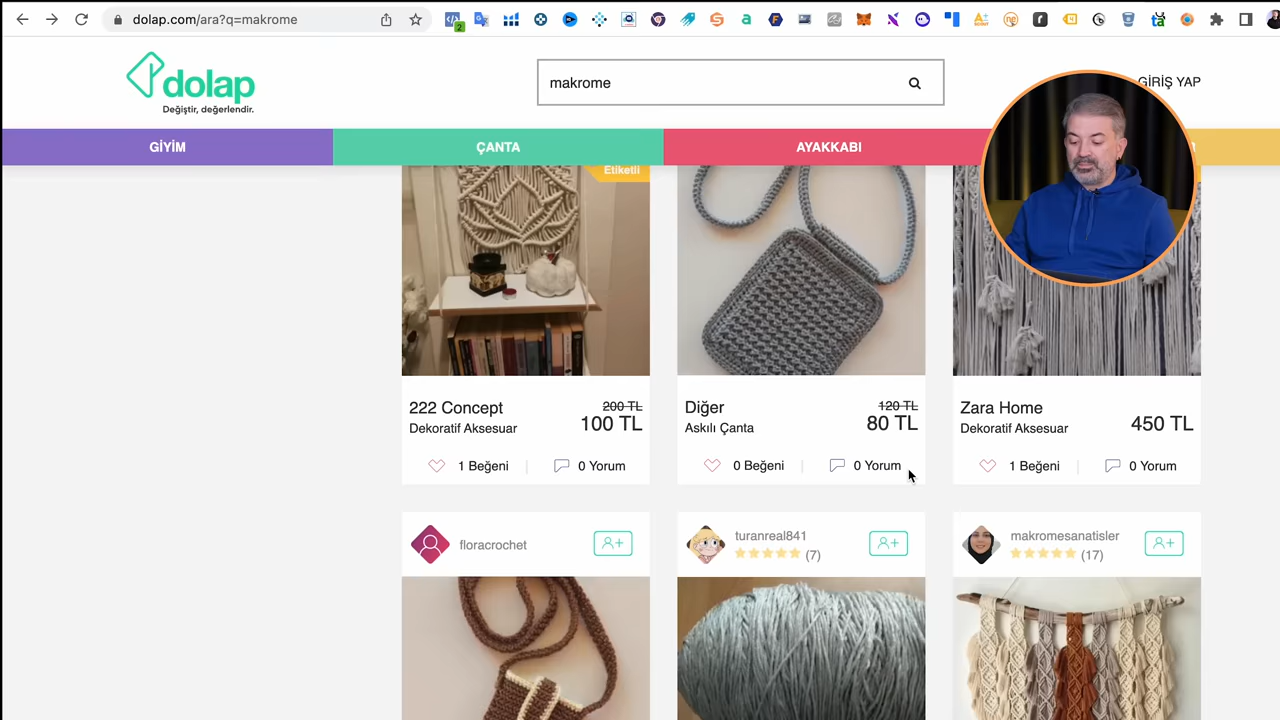 dolap.com/ara?q=makrome
2
dolap
Değiştir, değerlendir.
makrome
GİRİŞ YAP
GİYİM
ÇANTA
AYAKKABI
Etiketli
222 Concept
200 TL
Dekoratif Aksesuar
100 TL
1 Beğeni
0 Yorum
Diğer
120 TL
Askılı Çanta
80 TL
0 Beğeni
0 Yorum
Zara Home
Dekoratif Aksesuar
450 TL
1 Beğeni
0 Yorum
floracrochet
turanreal841
(7)
makromesanatisler
(17)